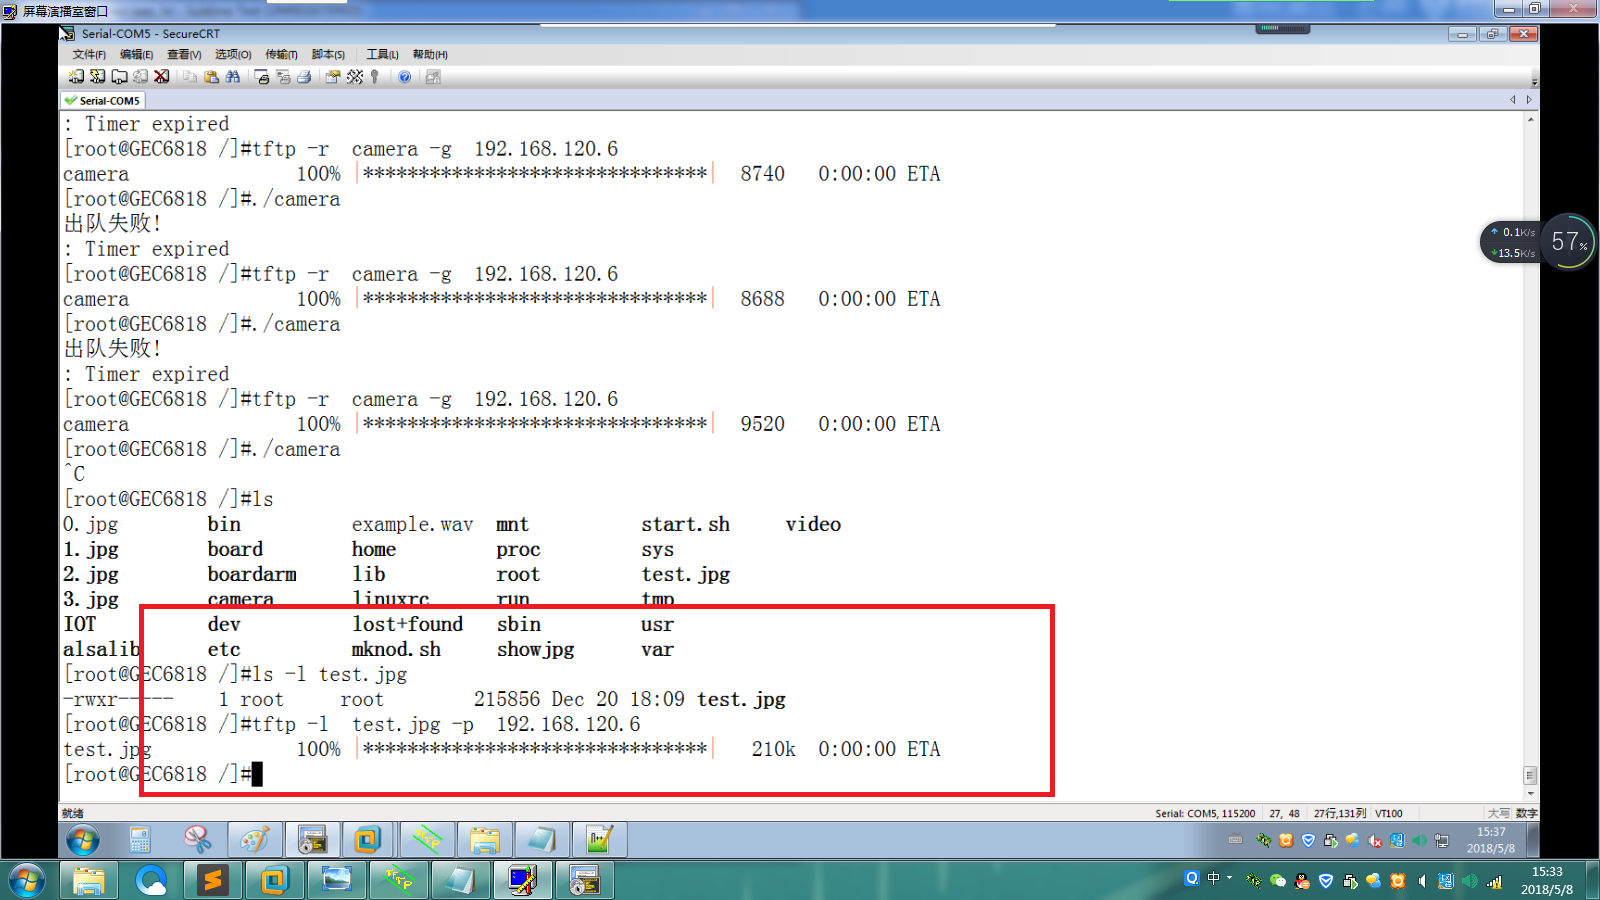 屏幕演播室窗口
Serial-COM5 - SecureCRT
文件(F) 编辑(E) 查看(V) 选项(O) 传输(T) 脚本(S) 工具(L) 帮助(H)
Serial-COM5
: Timer expired
[root@GEC6818 /]#tftp -r  camera -g  192.168.120.6
camera 100% |*******************************| 8740 0:00:00 ETA
[root@GEC6818 /]#./camera
出队失败!
: Timer expired
[root@GEC6818 /]#tftp -r  camera -g  192.168.120.6
camera 100% |*******************************| 8688 0:00:00 ETA
[root@GEC6818 /]#./camera
出队失败!
: Timer expired
[root@GEC6818 /]#tftp -r  camera -g  192.168.120.6
camera 100% |*******************************| 9520 0:00:00 ETA
[root@GEC6818 /]#./camera
^C
[root@GEC6818 /]#ls
0.jpg bin example.wav mnt start.sh video
1.jpg board home proc sys
2.jpg boardarm lib root test.jpg
3.jpg camera linuxrc run tmp
IOT dev lost+found sbin usr
alsalib etc mknod.sh showjpg var
[root@GEC6818 /]#ls -l test.jpg
-rwxr----- 1 root root 215856 Dec 20 18:09 test.jpg
[root@GEC6818 /]#tftp -l  test.jpg -p  192.168.120.6
test.jpg 100% |*******************************| 210k 0:00:00 ETA
[root@GEC6818 /]#
0.1K/s
13.5K/s
57%
就绪 Serial: COM5, 115200 27, 48 27行,131列 VT100 大写 数字
15:37
2018/5/8
中
15:33
2018/5/8